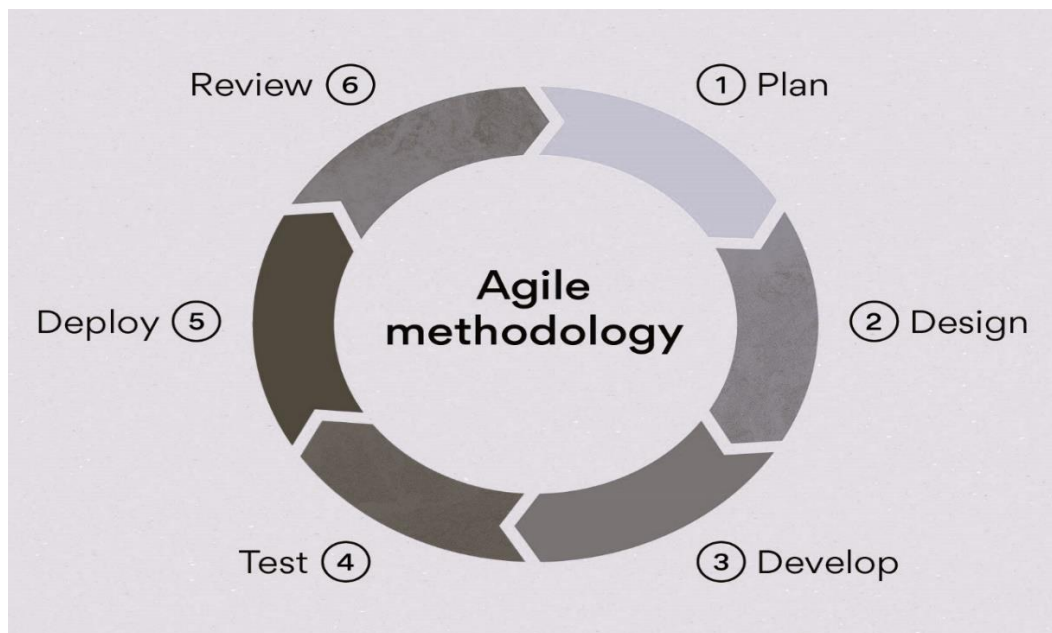 Agile
methodology
1 Plan
2 Design
3 Develop
Test 4
Deploy 5
Review 6